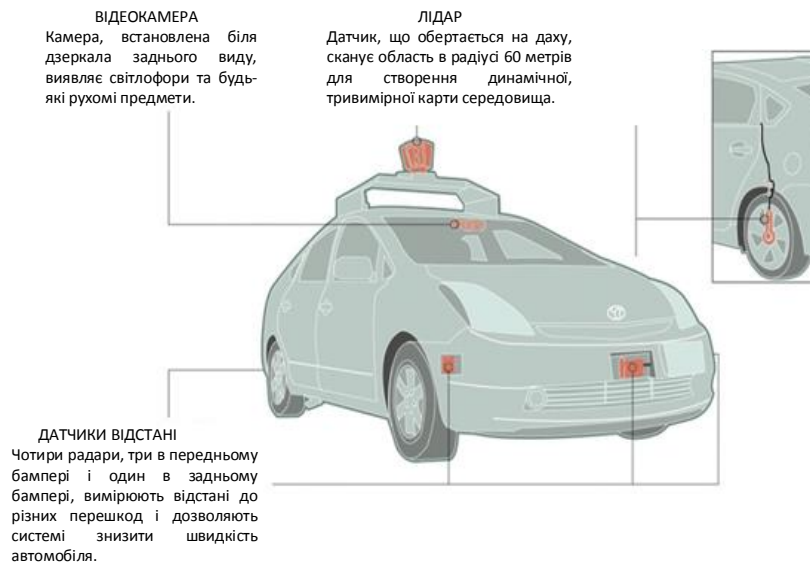 ВІДЕОКАМЕРА
Камера, встановлена біля
дзеркала заднього виду,
виявляє світлофори та будь-
які рухомі предмети.
ЛІДАР
Датчик, що обертається на даху,
сканує область в радіусі 60 метрів
для створення динамічної,
тривимірної карти середовища.
ДАТЧИКИ ВІДСТАНІ
Чотири радари, три в передньому
бампері і один в задньому
бампері, вимірюють відстані до
різних перешкод і дозволяють
системі знизити швидкість
автомобіля.